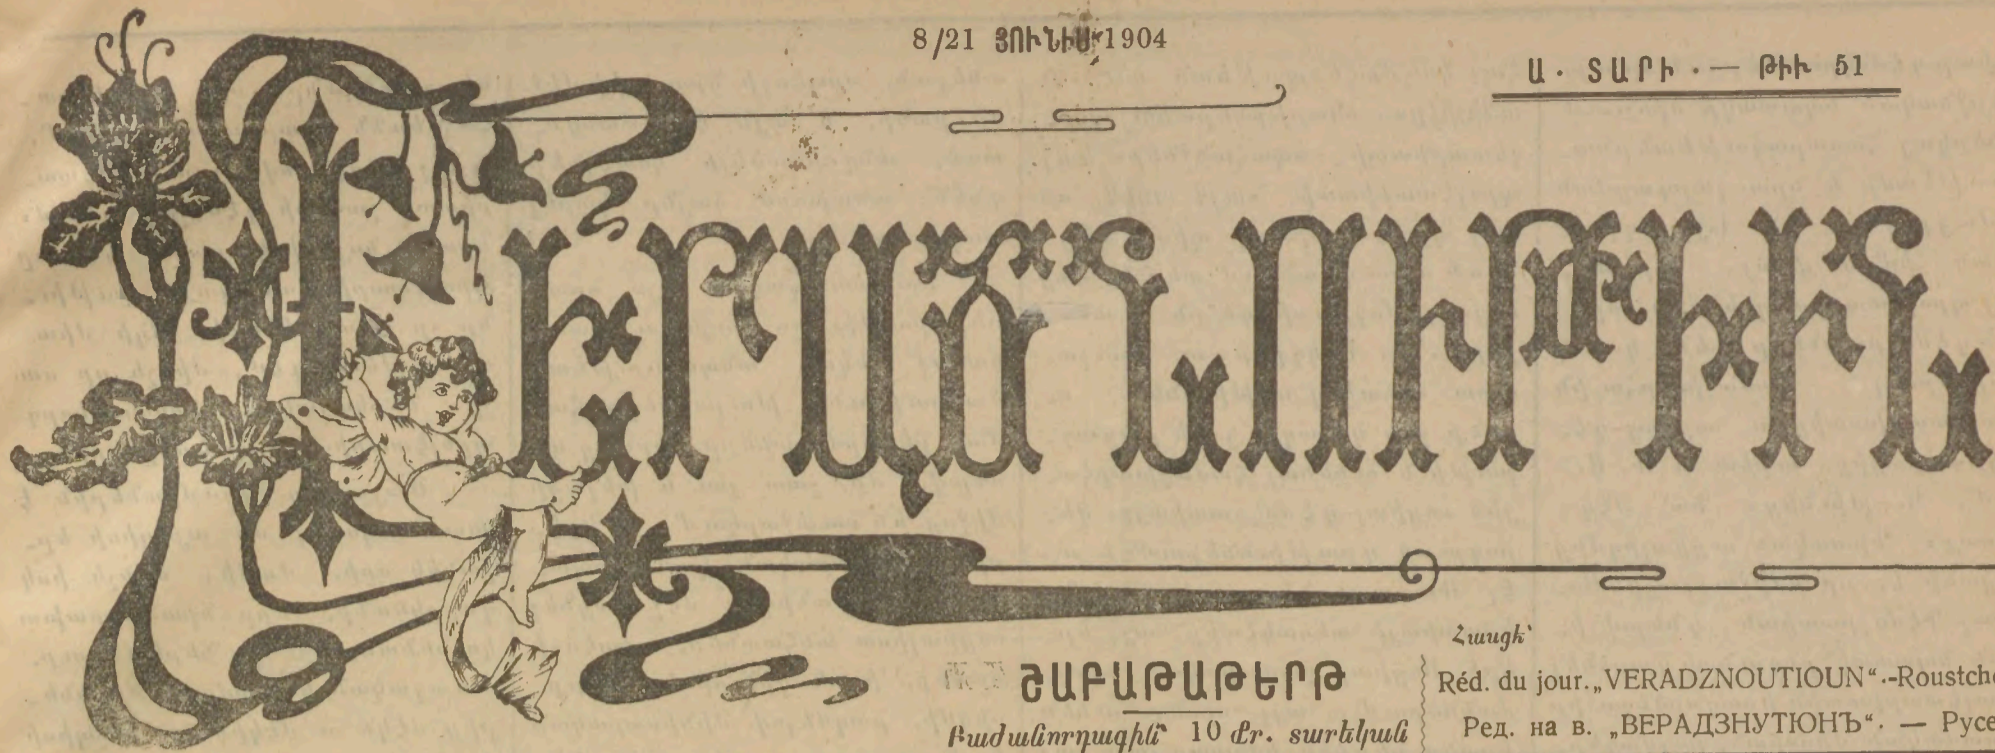 8/21 ՅՈՒՆԻՍ 1904
Ա. ՏԱՐԻ. ԹԻՒ 51
ՎԵՐԱԾՆՈՒԹԻՒՆ
ՇԱԲԱԹԱԹԵՐԹ
Բաժանորդագին՝ 10 ֆր. տարեկան
Հասցէ՝
Réd. du jour. „VERADZNOUTIOUN“.-Roustch
Ред. на в. „ВЕРАДЗНУТЮНЪ“. — Русе